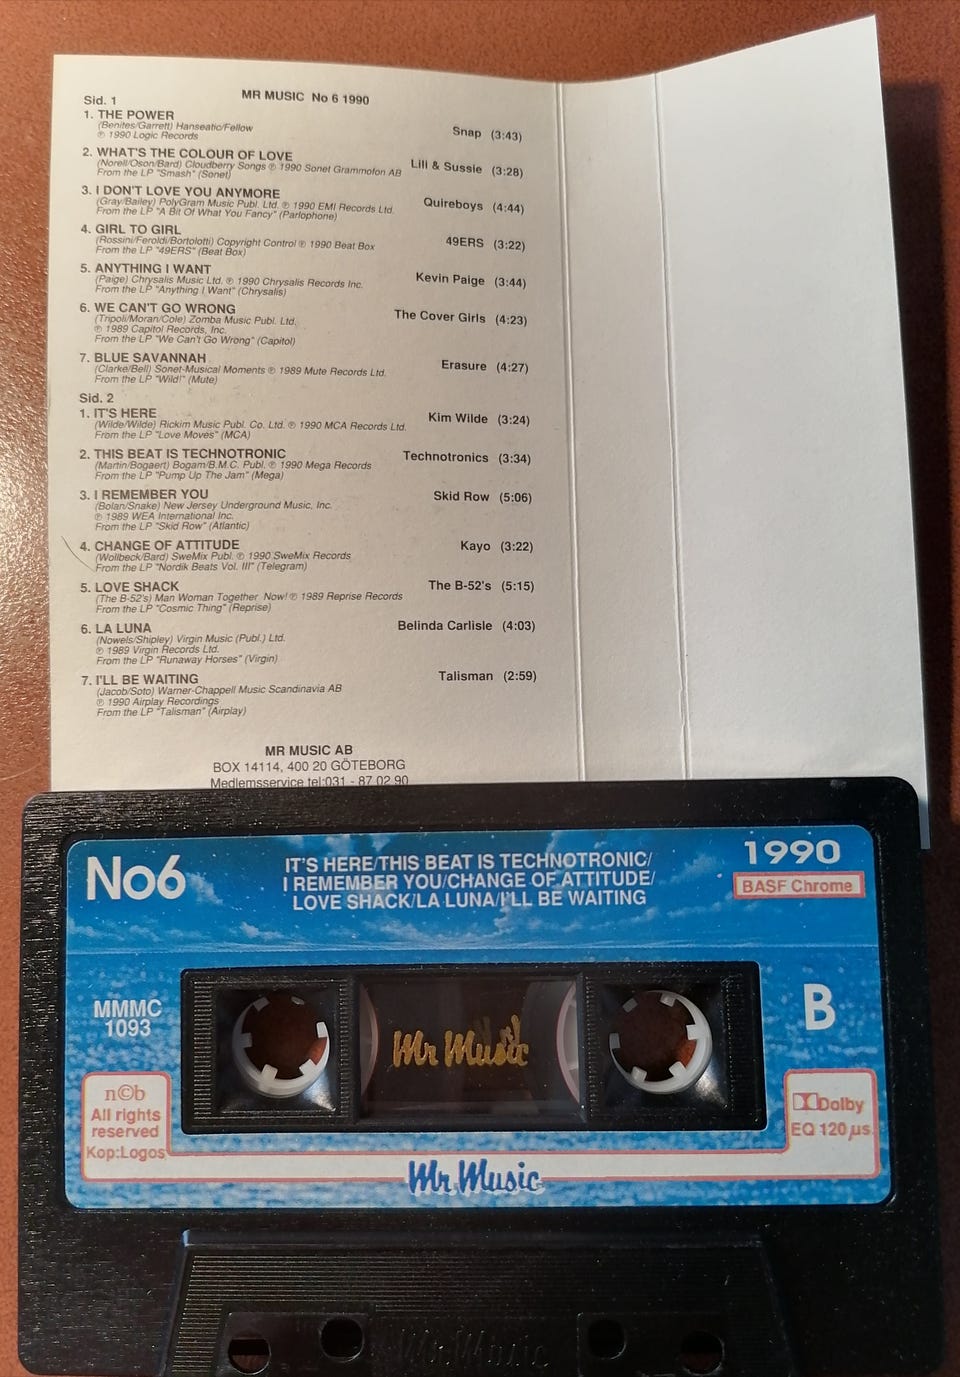 MR MUSIC No 6 1990
Sid. 1
1. THE POWER
(Benites/Garrett) Hanseatic/Fellow
℗ 1990 Logic Records
Snap (3:43)
2. WHAT'S THE COLOUR OF LOVE
(Norell/Oson/Bard) Cloudberry Songs ℗ 1990 Sonet Grammofon AB
From the LP "Smash" (Sonet)
Lili & Sussie (3:28)
3. I DON'T LOVE YOU ANYMORE
(Gray/Bailey) PolyGram Music Publ. Ltd. ℗ 1990 EMI Records Ltd.
From the LP "A Bit Of What You Fancy" (Parlophone)
Quireboys (4:44)
4. GIRL TO GIRL
(Rossini/Feroldi/Bortolotti) Copyright Control ℗ 1990 Beat Box
From the LP "49ERS" (Beat Box)
49ERS (3:22)
5. ANYTHING I WANT
(Paige) Chrysalis Music Ltd. ℗ 1990 Chrysalis Records Inc.
From the LP "Anything I Want" (Chrysalis)
Kevin Paige (3:44)
6. WE CAN'T GO WRONG
(Tripoli/Moran/Cole) Zomba Music Publ. Ltd.
℗ 1989 Capitol Records, Inc.
From the LP "We Can't Go Wrong" (Capitol)
The Cover Girls (4:23)
7. BLUE SAVANNAH
(Clarke/Bell) Sonet-Musical Moments ℗ 1989 Mute Records Ltd.
From the LP "Wild!" (Mute)
Erasure (4:27)
Sid. 2
1. IT'S HERE
(Wilde/Wilde) Rickim Music Publ. Co. Ltd. ℗ 1990 MCA Records Ltd.
From the LP "Love Moves" (MCA)
Kim Wilde (3:24)
2. THIS BEAT IS TECHNOTRONIC
(Martin/Bogaert) Bogam/B.M.C. Publ. ℗ 1990 Mega Records
From the LP "Pump Up The Jam" (Mega)
Technotronics (3:34)
3. I REMEMBER YOU
(Bolan/Snake) New Jersey Underground Music, Inc.
℗ 1989 WEA International Inc.
From the LP "Skid Row" (Atlantic)
Skid Row (5:06)
4. CHANGE OF ATTITUDE
(Wollbeck/Bard) SweMix Publ. ℗ 1990 SweMix Records
From the LP "Nordik Beats Vol. III" (Telegram)
Kayo (3:22)
5. LOVE SHACK
(The B-52's) Man Woman Together Now! ℗ 1989 Reprise Records
From the LP "Cosmic Thing" (Reprise)
The B-52's (5:15)
6. LA LUNA
(Nowels/Shipley) Virgin Music (Publ.) Ltd.
℗ 1989 Virgin Records Ltd.
From the LP "Runaway Horses" (Virgin)
Belinda Carlisle (4:03)
7. I'LL BE WAITING
(Jacob/Soto) Warner-Chappell Music Scandinavia AB
℗ 1990 Airplay Recordings
From the LP "Talisman" (Airplay)
Talisman (2:59)
MR MUSIC AB
BOX 14114, 400 20 GÖTEBORG
Medlemsservice tel:031 - 87 02 90
No6
IT'S HERE/THIS BEAT IS TECHNOTRONIC/
I REMEMBER YOU/CHANGE OF ATTITUDE/
LOVE SHACK/LA LUNA/I'LL BE WAITING
1990
BASF Chrome
MMMC
1093
Mr Music
B
n©b
All rights
reserved
Kop:Logos
Dolby
EQ 120 µs
Mr Music
Mr Music